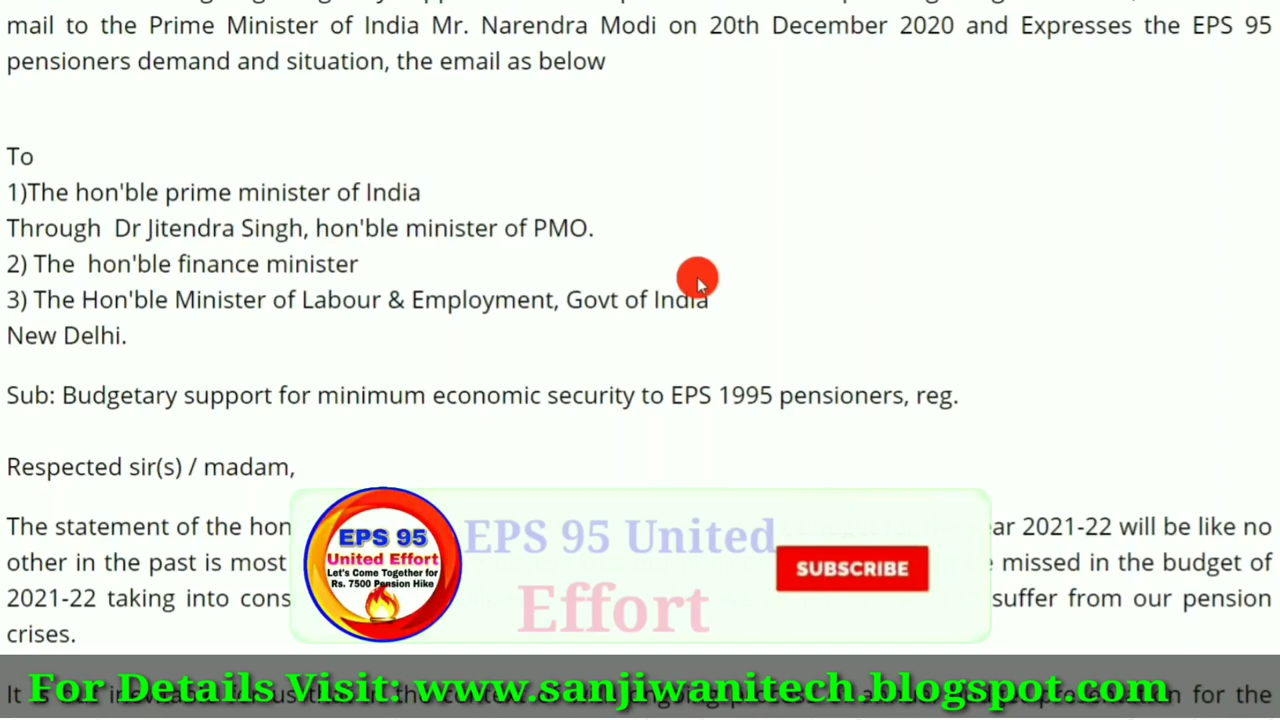 mail to the Prime Minister of India Mr. Narendra Modi on 20th December 2020 and Expresses the EPS 95
pensioners demand and situation, the email as below
To
1)The hon'ble prime minister of India
Through  Dr Jitendra Singh, hon'ble minister of PMO.
2) The  hon'ble finance minister
3) The Hon'ble Minister of Labour & Employment, Govt of India
New Delhi.
Sub: Budgetary support for minimum economic security to EPS 1995 pensioners, reg.
Respected sir(s) / madam,
The statement of the hon
2021-22 will be like no
other in the past is most
missed in the budget of
2021-22 taking into
suffer from our pension
crises.
EPS 95
United Effort
Let's Come Together for
Rs. 7500 Pension Hike
EPS 95 United
Effort
SUBSCRIBE
For Details Visit: www.sanjiwanitech.blogspot.com
for the